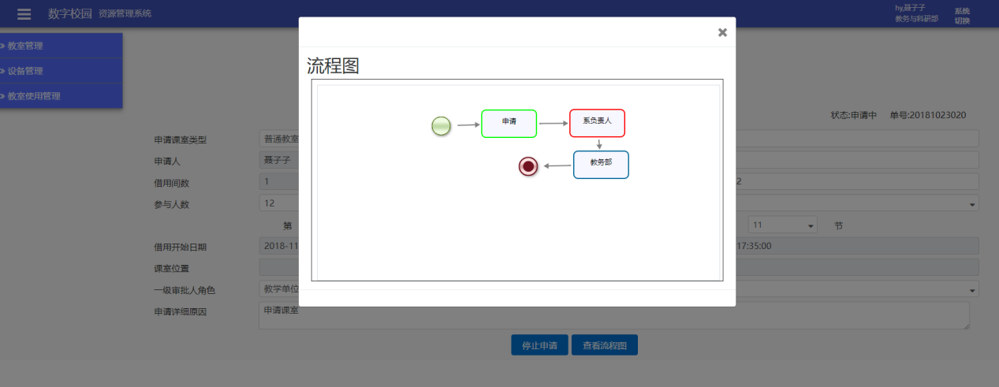 数字校园 资源管理系统
hy,聂子子
教务与科研部
系统
切换
» 教室管理
» 设备管理
» 教室使用管理
流程图
申请
系负责人
教务部
状态:申请中 单号:20181023020
申请课室类型 普通教室
申请人 聂子子
借用间数 1 2
参与人数 12
第 11 节
借用开始日期 2018-11 17:35:00
课室位置
一级审批人角色 教学单位
申请详细原因 申请课室
停止申请 查看流程图